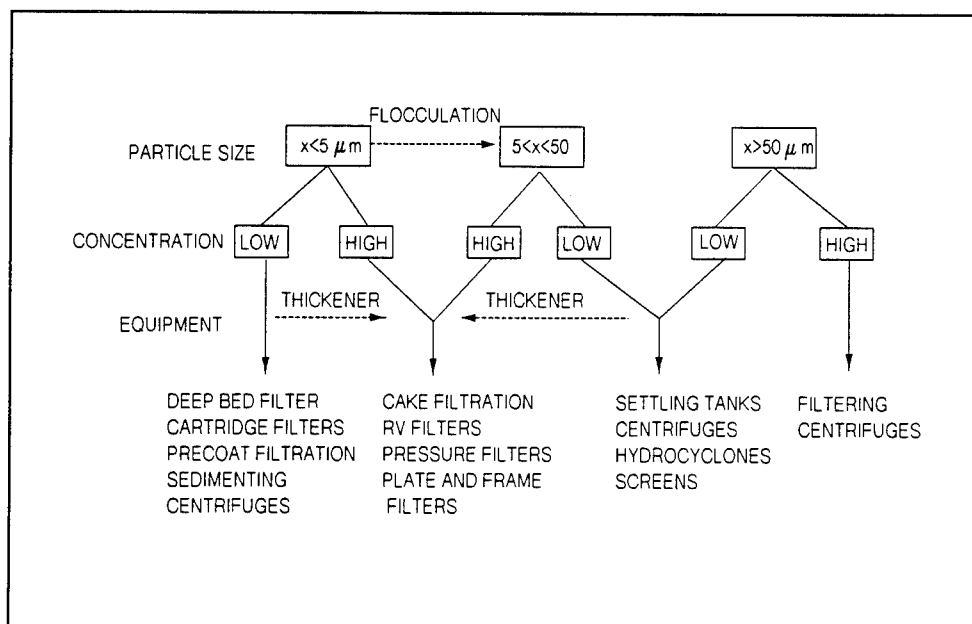 FLOCCULATION
PARTICLE SIZE x<5 μm 5<x<50 x>50 μm
CONCENTRATION LOW HIGH HIGH LOW LOW HIGH
THICKENER THICKENER
EQUIPMENT
DEEP BED FILTER
CARTRIDGE FILTERS
PRECOAT FILTRATION
SEDIMENTING
CENTRIFUGES
CAKE FILTRATION
RV FILTERS
PRESSURE FILTERS
PLATE AND FRAME
FILTERS
SETTLING TANKS
CENTRIFUGES
HYDROCYCLONES
SCREENS
FILTERING
CENTRIFUGES